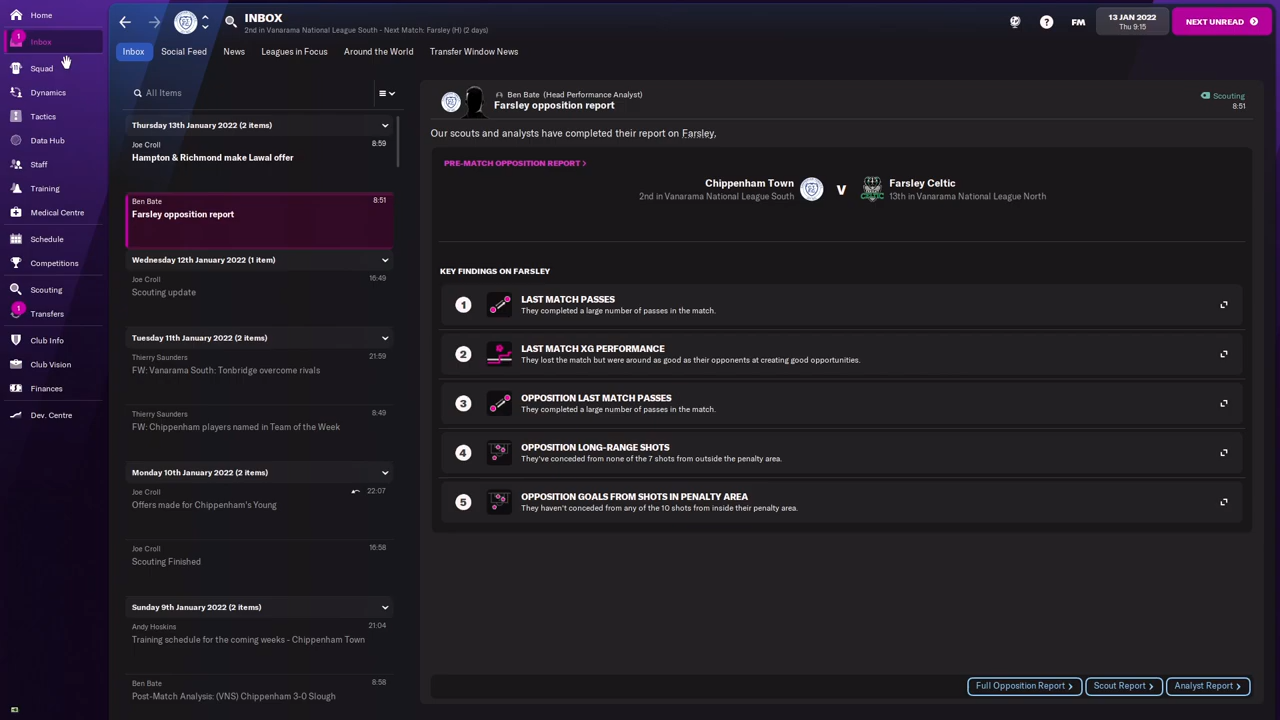 Home
1
Inbox
Squad
Dynamics
Tactics
Data Hub
Staff
Training
Medical Centre
Schedule
Competitions
Scouting
1
Transfers
Club Info
Club Vision
Finances
Dev. Centre
INBOX
2nd in Vanarama National League South - Next Match: Farsley (H) (2 days)
?
FM
13 JAN 2022
Thu 9:15
NEXT UNREAD
Inbox
Social Feed
News
Leagues in Focus
Around the World
Transfer Window News
All Items
Thursday 13th January 2022 (2 items)
Joe Croll 8:59
Hampton & Richmond make Lawal offer
Ben Bate 8:51
Farsley opposition report
Wednesday 12th January 2022 (1 item)
Joe Croll 16:49
Scouting update
Tuesday 11th January 2022 (2 items)
Thierry Saunders 21:59
FW: Vanarama South: Tonbridge overcome rivals
Thierry Saunders 8:49
FW: Chippenham players named in Team of the Week
Monday 10th January 2022 (2 items)
Joe Croll 22:07
Offers made for Chippenham's Young
Joe Croll 16:58
Scouting Finished
Sunday 9th January 2022 (2 items)
Andy Hoskins 21:04
Training schedule for the coming weeks - Chippenham Town
Ben Bate 8:58
Post-Match Analysis: (VNS) Chippenham 3-0 Slough
Ben Bate (Head Performance Analyst)
Farsley opposition report
Scouting
8:51
Our scouts and analysts have completed their report on Farsley.
PRE-MATCH OPPOSITION REPORT >
Chippenham Town
2nd in Vanarama National League South
V
Farsley Celtic
13th in Vanarama National League North
KEY FINDINGS ON FARSLEY
1
LAST MATCH PASSES
They completed a large number of passes in the match.
2
LAST MATCH XG PERFORMANCE
They lost the match but were around as good as their opponents at creating good opportunities.
3
OPPOSITION LAST MATCH PASSES
They completed a large number of passes in the match.
4
OPPOSITION LONG-RANGE SHOTS
They've conceded from none of the 7 shots from outside the penalty area.
5
OPPOSITION GOALS FROM SHOTS IN PENALTY AREA
They haven't conceded from any of the 10 shots from inside their penalty area.
Full Opposition Report >
Scout Report >
Analyst Report >